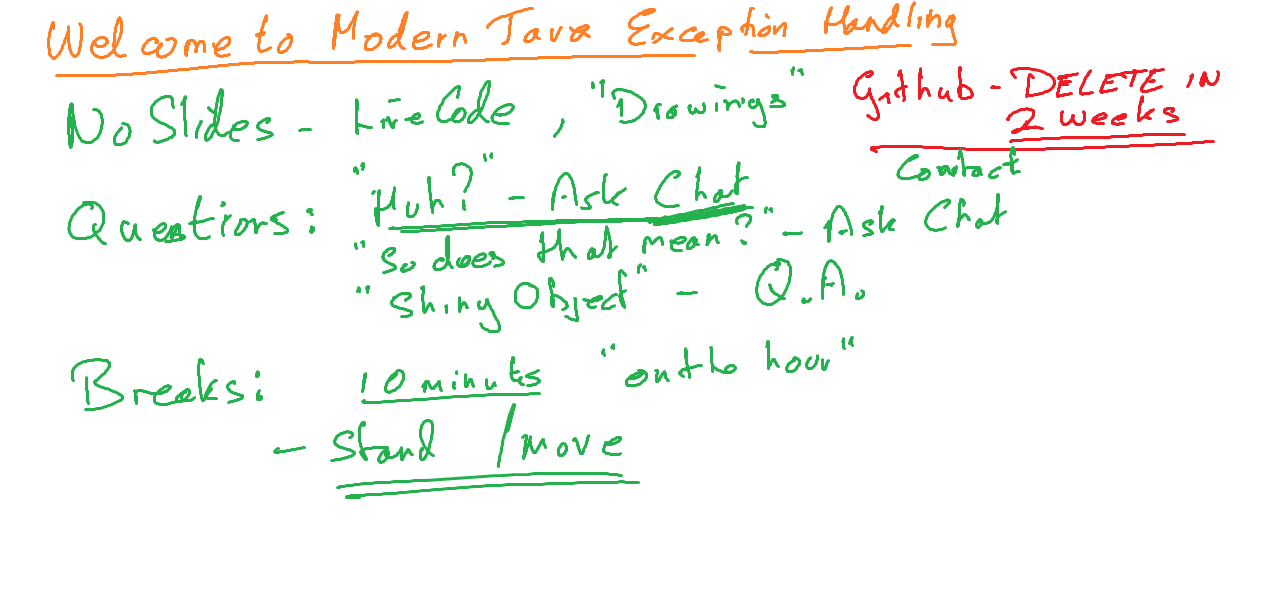 Welcome to Modern Java Exception Handling
No Slides - Live Code, "Drawings"
Github - DELETE IN
2 weeks
Contact
Questions: "Huh?" - Ask Chat
"So does that mean?" - Ask Chat
"Shiny Object" - Q.A.
Breaks: 10 minutes "on the hour"
- Stand / move